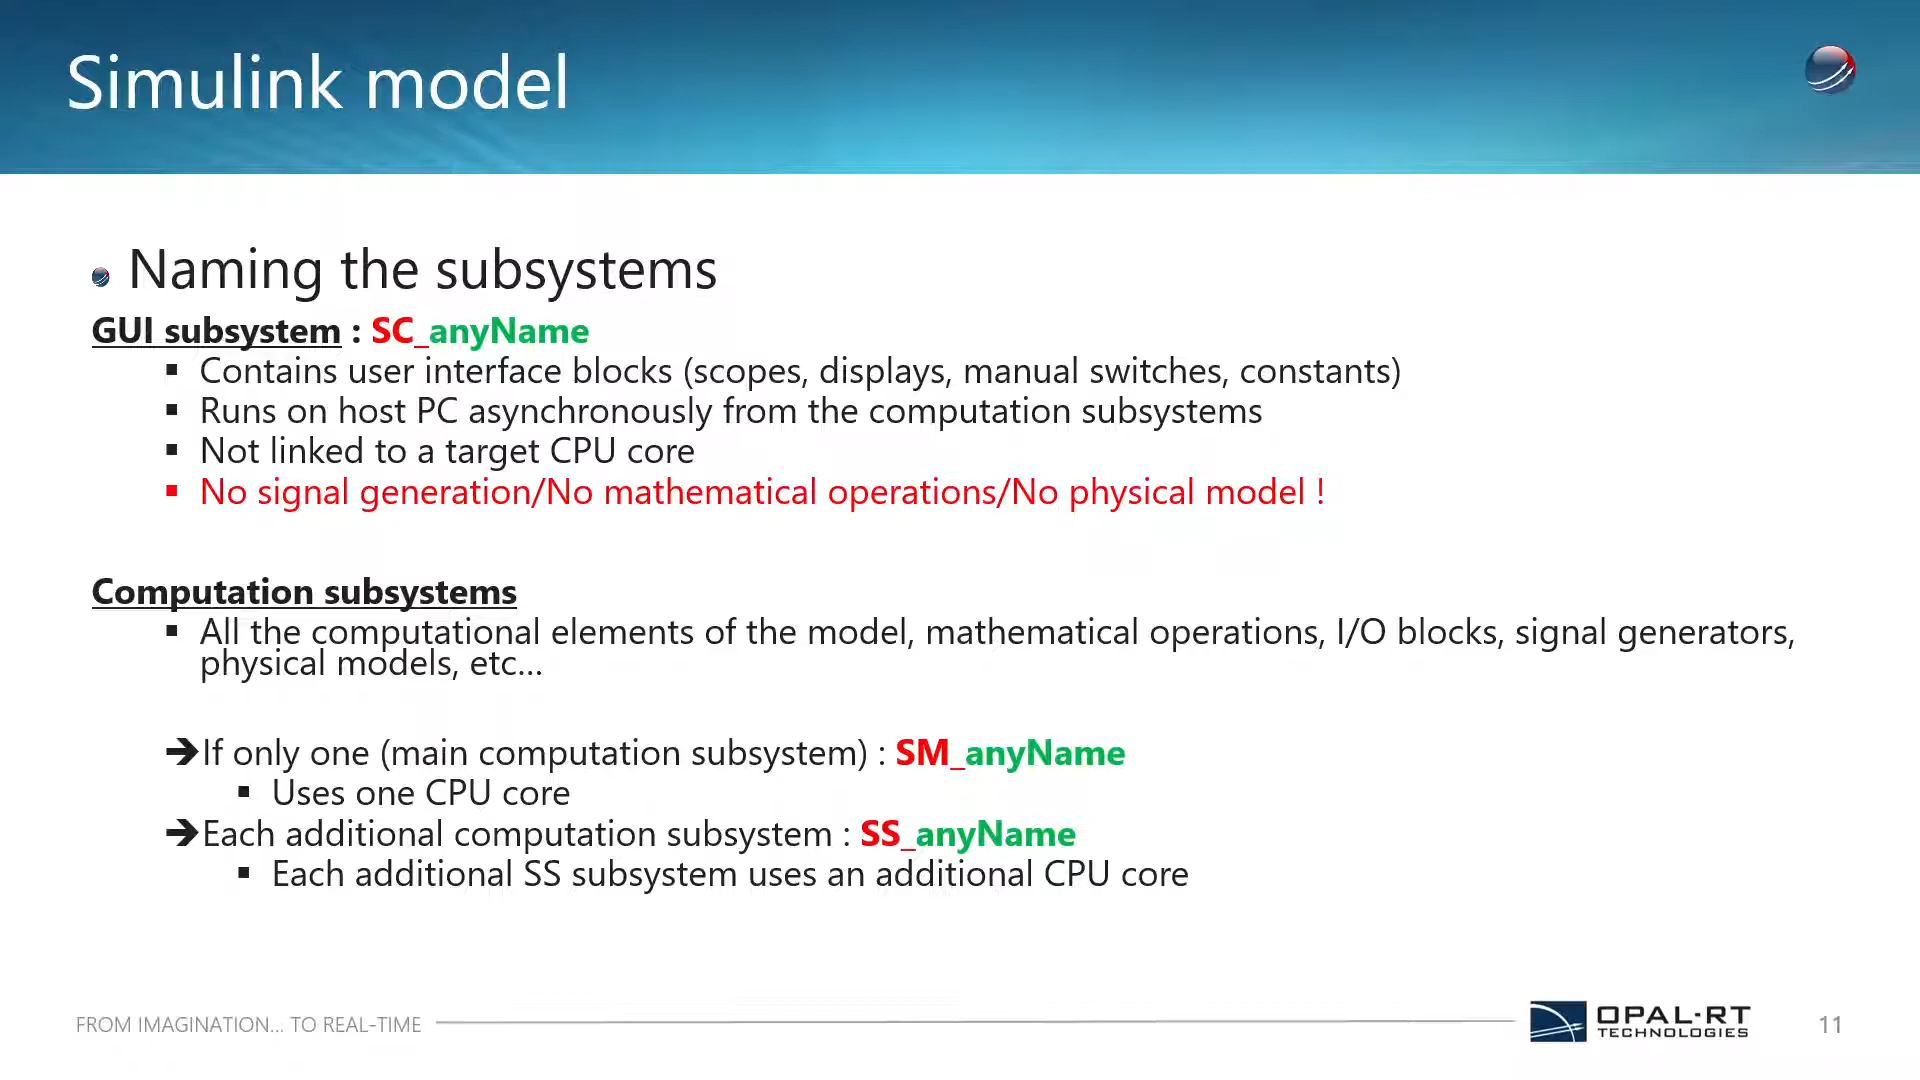 Simulink model
Naming the subsystems
GUI subsystem : SC_anyName
Contains user interface blocks (scopes, displays, manual switches, constants)
Runs on host PC asynchronously from the computation subsystems
Not linked to a target CPU core
No signal generation/No mathematical operations/No physical model !
Computation subsystems
All the computational elements of the model, mathematical operations, I/O blocks, signal generators,
physical models, etc...
➔If only one (main computation subsystem) : SM_anyName
Uses one CPU core
➔Each additional computation subsystem : SS_anyName
Each additional SS subsystem uses an additional CPU core
FROM IMAGINATION... TO REAL-TIME
OPAL-RT
TECHNOLOGIES
11